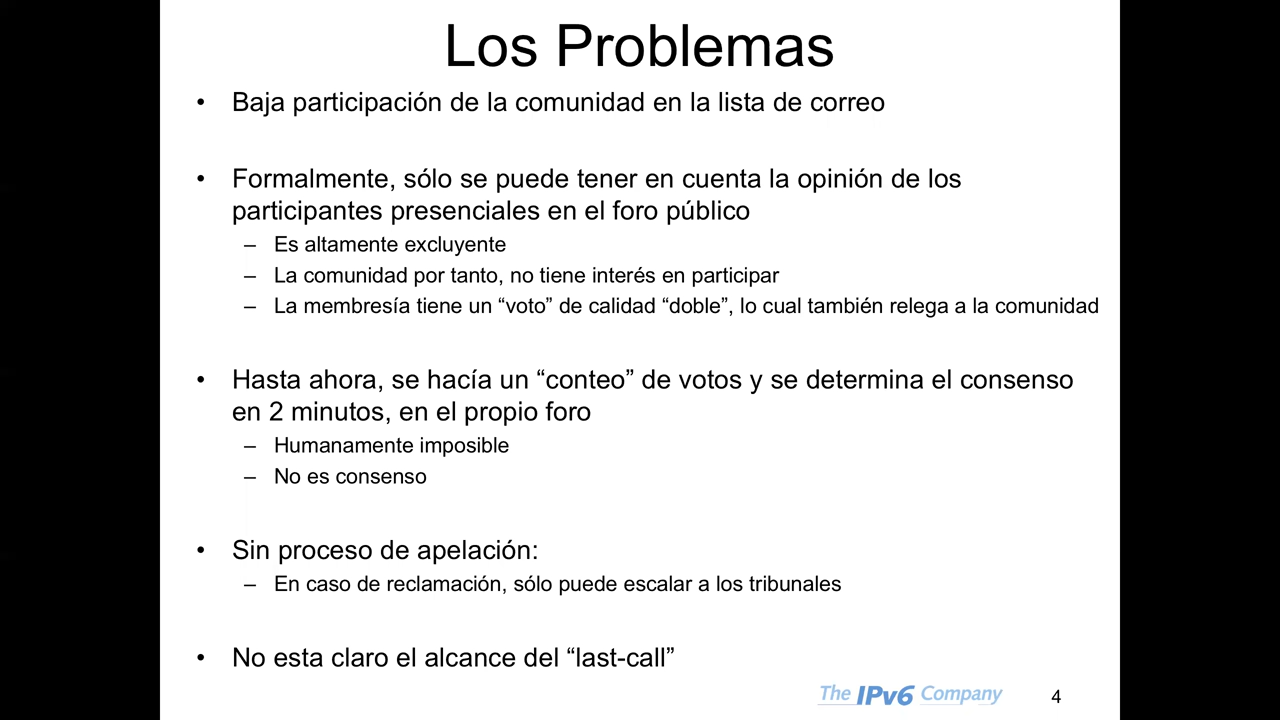 Los Problemas
• Baja participación de la comunidad en la lista de correo
• Formalmente, sólo se puede tener en cuenta la opinión de los
participantes presenciales en el foro público
– Es altamente excluyente
– La comunidad por tanto, no tiene interés en participar
– La membresía tiene un “voto” de calidad “doble”, lo cual también relega a la comunidad
• Hasta ahora, se hacía un “conteo” de votos y se determina el consenso
en 2 minutos, en el propio foro
– Humanamente imposible
– No es consenso
• Sin proceso de apelación:
– En caso de reclamación, sólo puede escalar a los tribunales
• No esta claro el alcance del “last-call”
The IPv6 Company
4